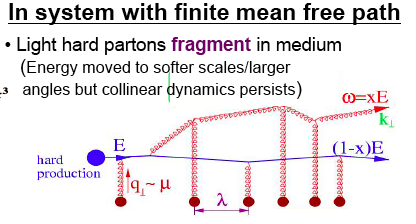 In system with finite mean free path
• Light hard partons fragment in medium
(Energy moved to softer scales/larger
angles but collinear dynamics persists)
ω=xE
k⊥
E
(1-x)E
hard
production
q⊥~ μ
λ